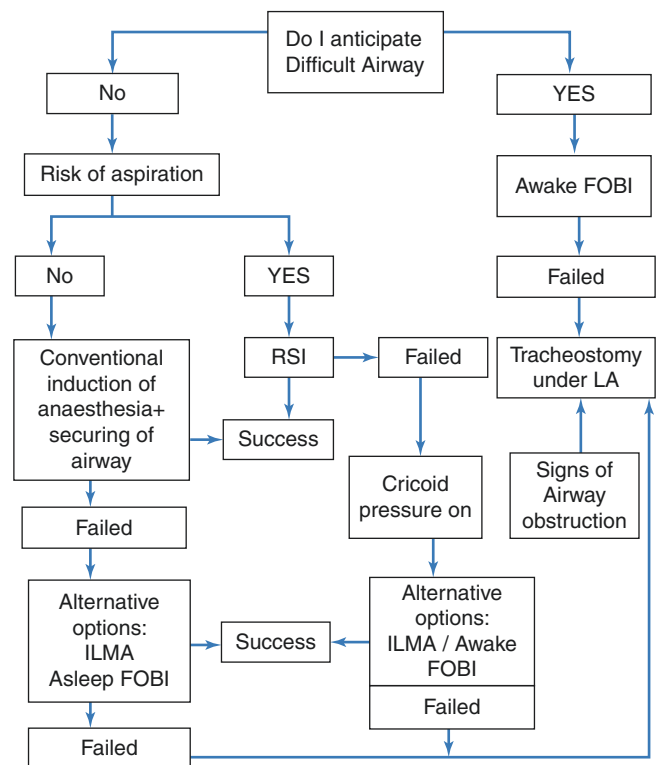 Do I anticipate
Difficult Airway
No
YES
Risk of aspiration
Awake FOBI
No
YES
Failed
Conventional
induction of
anaesthesia+
securing of
airway
RSI
Failed
Tracheostomy
under LA
Success
Cricoid
pressure on
Signs of
Airway
obstruction
Failed
Alternative
options:
ILMA
Asleep FOBI
Success
Alternative
options:
ILMA / Awake
FOBI
Failed
Failed